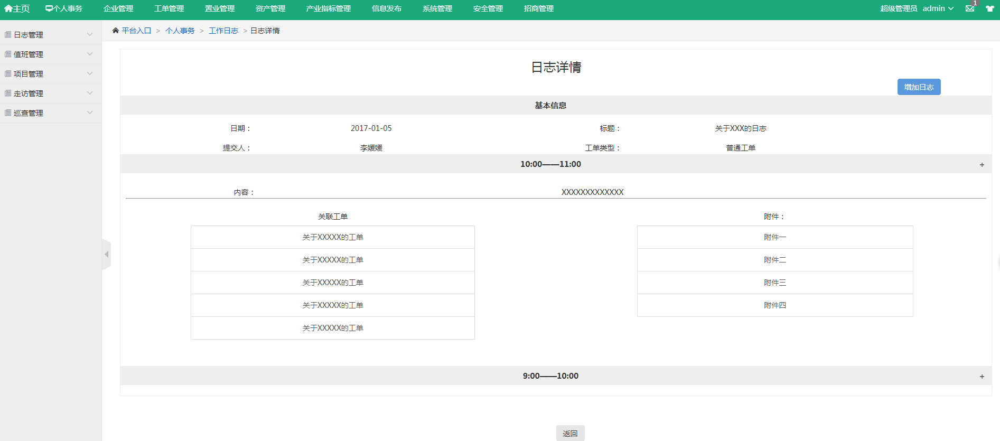 主页 个人事务 企业管理 工单管理 置业管理 资产管理 产业指标管理 信息发布 系统管理 安全管理 招商管理 超级管理员 admin 1
平台入口 > 个人事务 > 工作日志 > 日志详情
日志管理
值班管理
项目管理
走访管理
巡查管理
日志详情
增加日志
基本信息
日期： 2017-01-05 标题： 关于XXX的日志
提交人： 李媛媛 工单类型： 普通工单
10:00——11:00 +
内容： XXXXXXXXXXXXX
关联工单 附件：
关于XXXXX的工单 附件一
关于XXXXX的工单 附件二
关于XXXXX的工单 附件三
关于XXXXX的工单 附件四
关于XXXXX的工单
9:00——10:00 +
返回